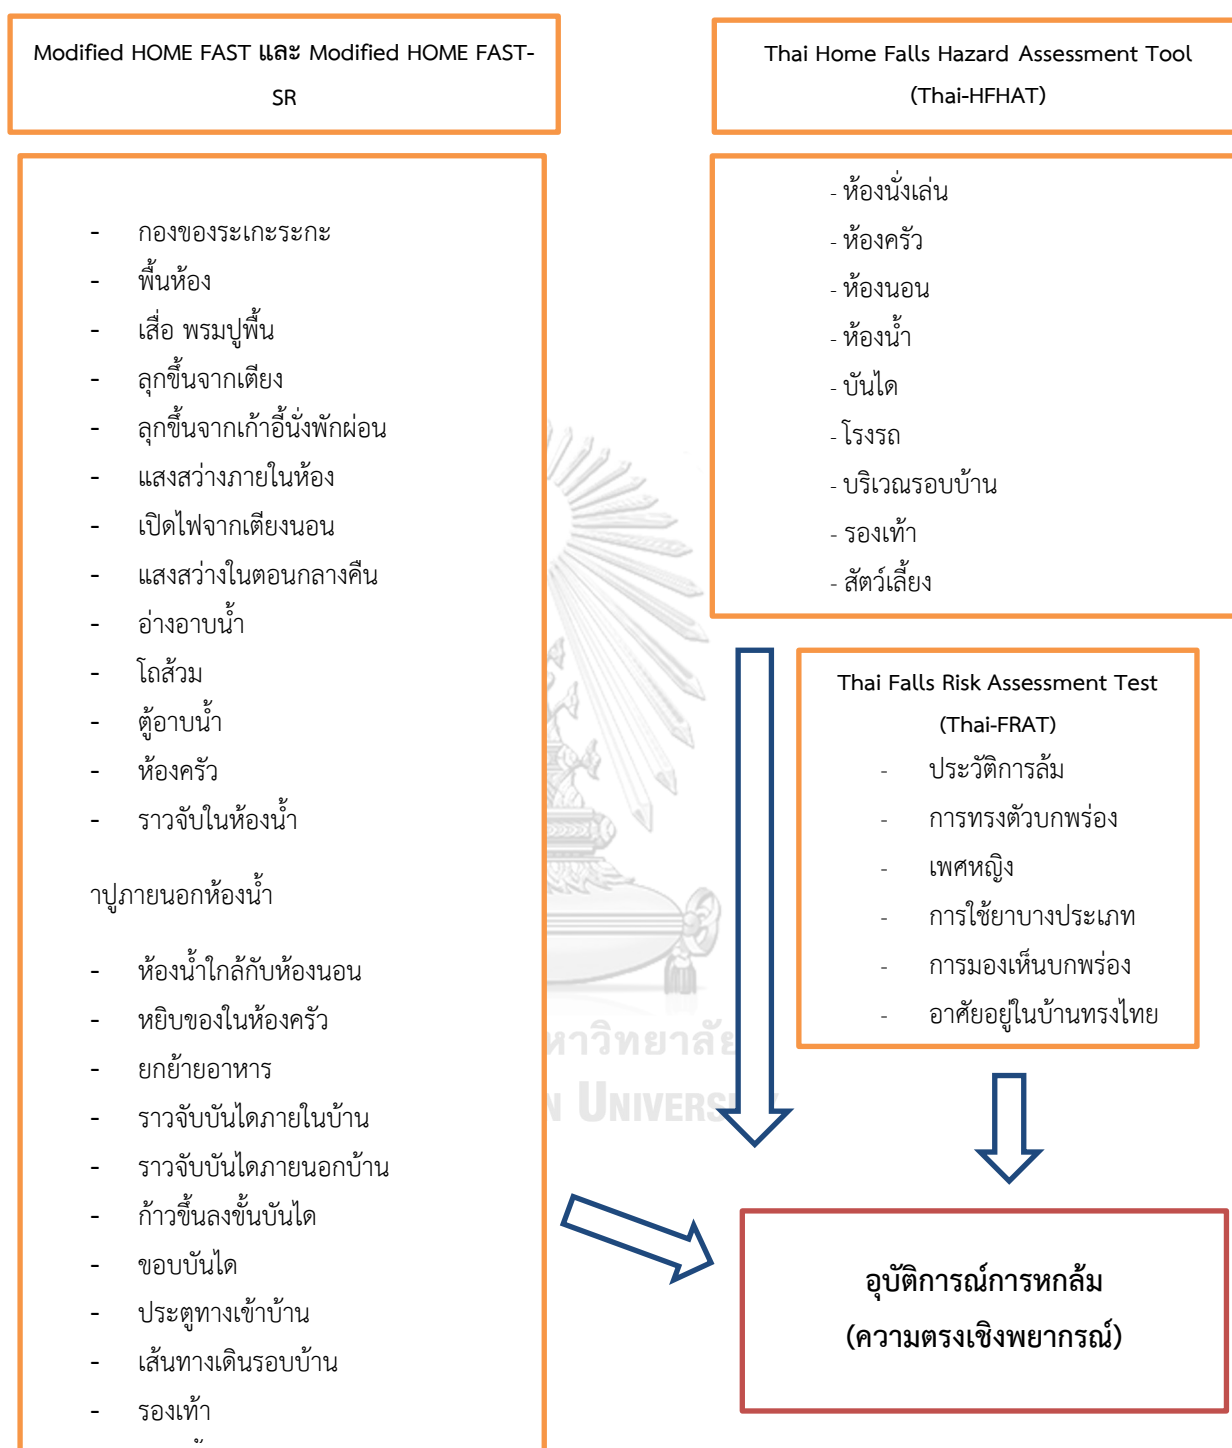 Modified HOME FAST และ Modified HOME FAST-
SR
- กองของระเกะระกะ
- พื้นห้อง
- เสื่อ พรมปูพื้น
- ลุกขึ้นจากเตียง
- ลุกขึ้นจากเก้าอี้นั่งพักผ่อน
- แสงสว่างภายในห้อง
- เปิดไฟจากเตียงนอน
- แสงสว่างในตอนกลางคืน
- อ่างอาบน้ำ
- โถส้วม
- ตู้อาบน้ำ
- ห้องครัว
- ราวจับในห้องน้ำ
าปูภายนอกห้องน้ำ
- ห้องน้ำใกล้กับห้องนอน
- หยิบของในห้องครัว
- ยกย้ายอาหาร
- ราวจับบันไดภายในบ้าน
- ราวจับบันไดภายนอกบ้าน
- ก้าวขึ้นลงขั้นบันได
- ขอบบันได
- ประตูทางเข้าบ้าน
- เส้นทางเดินรอบบ้าน
- รองเท้า
Thai Home Falls Hazard Assessment Tool
(Thai-HFHAT)
- ห้องนั่งเล่น
- ห้องครัว
- ห้องนอน
- ห้องน้ำ
- บันได
- โรงรถ
- บริเวณรอบบ้าน
- รองเท้า
- สัตว์เลี้ยง
Thai Falls Risk Assessment Test
(Thai-FRAT)
- ประวัติการล้ม
- การทรงตัวบกพร่อง
- เพศหญิง
- การใช้ยาบางประเภท
- การมองเห็นบกพร่อง
- อาศัยอยู่ในบ้านทรงไทย
อุบัติการณ์การหกล้ม
(ความตรงเชิงพยากรณ์)
หาวิทยาลัย
N UNIVERS